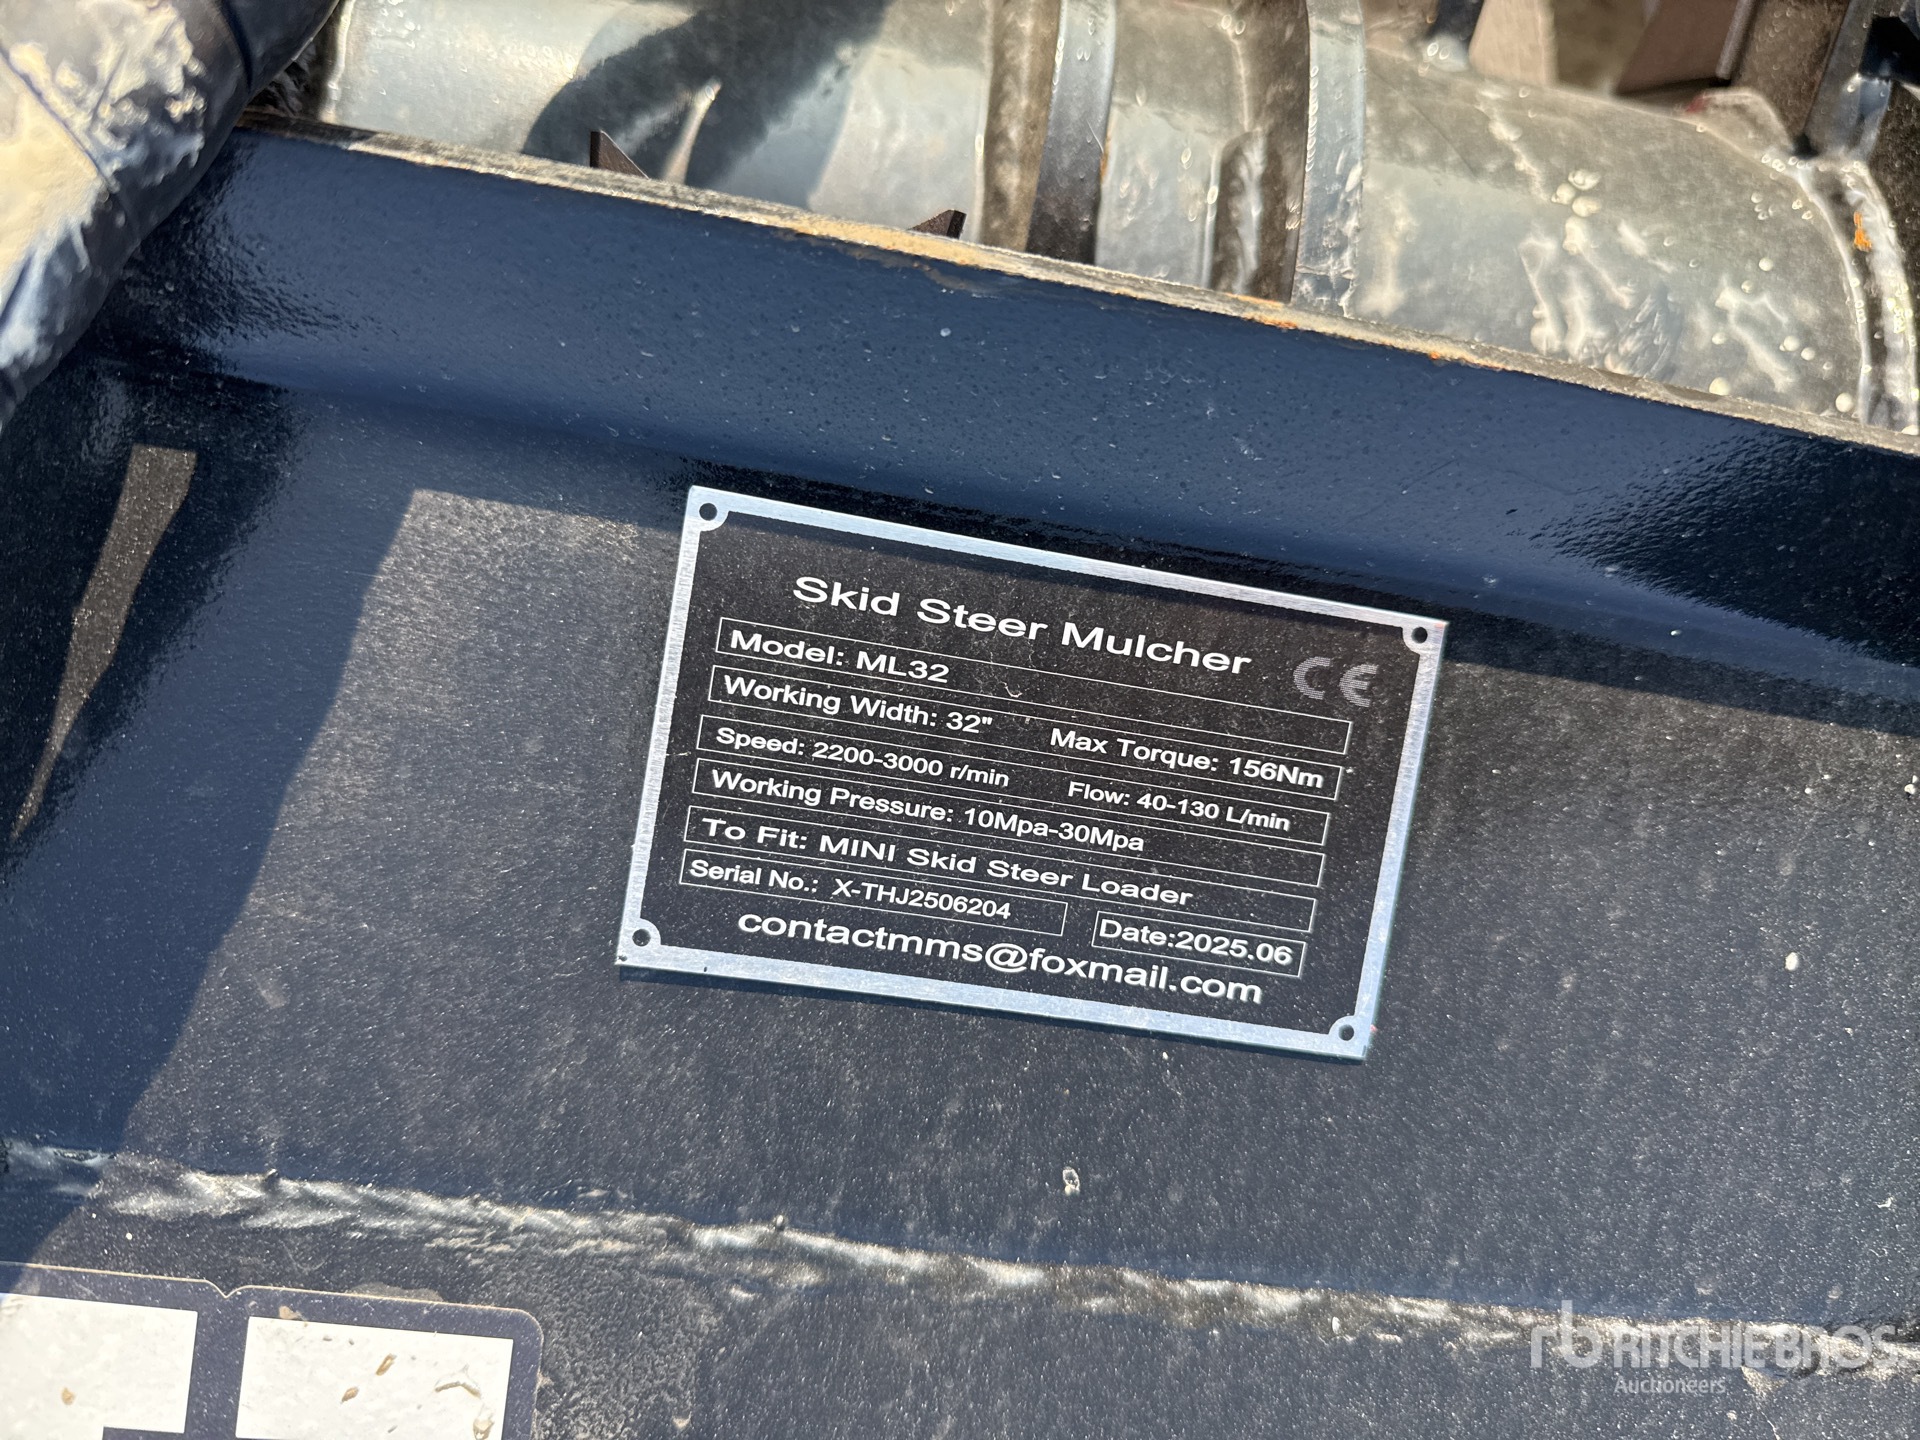 Skid Steer Mulcher
CE
Model: ML32
Working Width: 32" Max Torque: 156Nm
Speed: 2200-3000 r/min Flow: 40-130 L/min
Working Pressure: 10Mpa-30Mpa
To Fit: MINI Skid Steer Loader
Serial No.: X-THJ2506204 Date:2025.06
contactmms@foxmail.com
rb RITCHIE BROS
Auctioneers